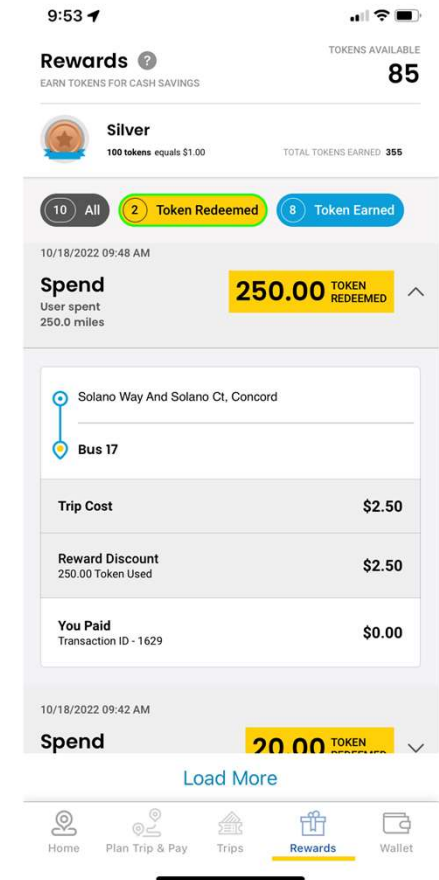 9:53
Rewards ?
TOKENS AVAILABLE
85
EARN TOKENS FOR CASH SAVINGS
Silver
100 tokens equals $1.00
TOTAL TOKENS EARNED 355
10 All
2 Token Redeemed
8 Token Earned
10/18/2022 09:48 AM
Spend
250.00 TOKEN REDEEMED
User spent
250.0 miles
Solano Way And Solano Ct, Concord
Bus 17
Trip Cost $2.50
Reward Discount
250.00 Token Used
$2.50
You Paid
Transaction ID - 1629
$0.00
10/18/2022 09:42 AM
Spend
20.00 TOKEN REDEEMED
Load More
Home
Plan Trip & Pay
Trips
Rewards
Wallet